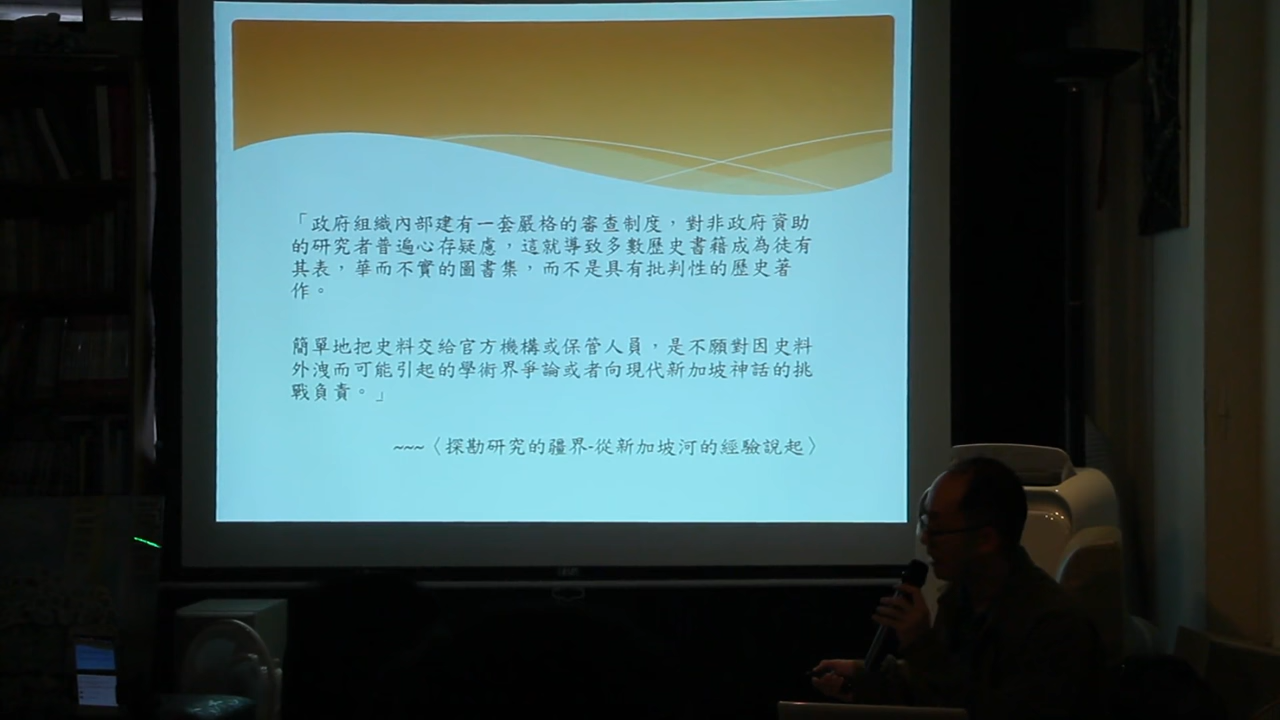 「政府組織內部建有一套嚴格的審查制度，對非政府資助
的研究者普遍心存疑慮，這就導致多數歷史書籍成為徒有
其表，華而不實的圖書集，而不是具有批判性的歷史著
作。
簡單地把史料交給官方機構或保管人員，是不願對因史料
外洩而可能引起的學術界爭論或者向現代新加坡神話的挑
戰負責。」
~~~〈探勘研究的疆界-從新加坡河的經驗說起〉